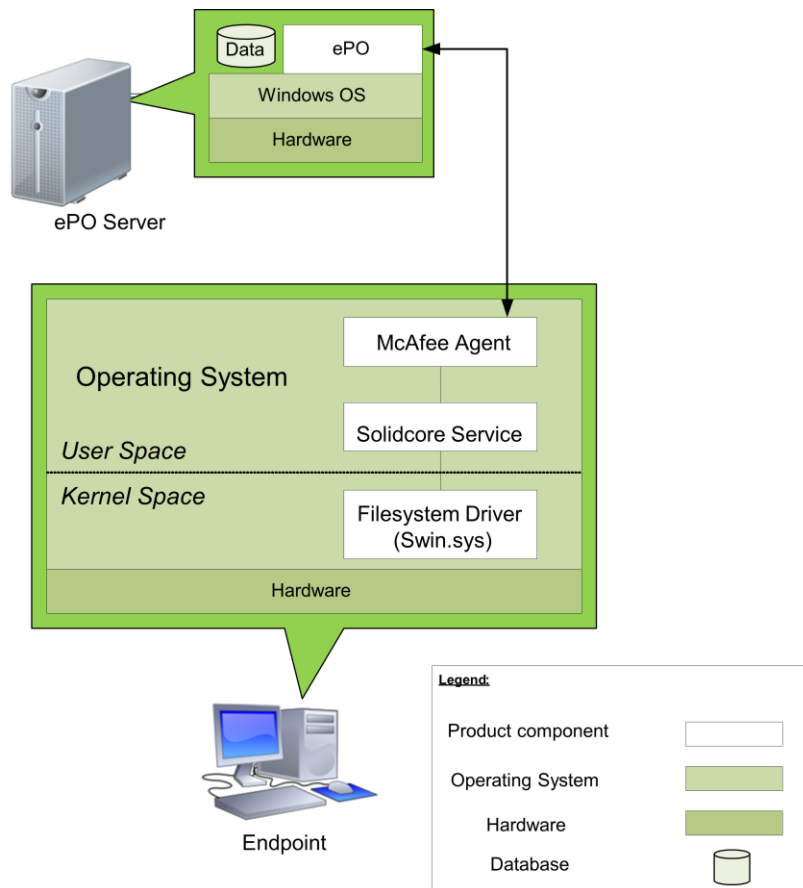 Data
ePO
Windows OS
Hardware
ePO Server
McAfee Agent
Operating System
Solidcore Service
User Space
Kernel Space
Filesystem Driver
(Swin.sys)
Hardware
Endpoint
Legend:
Product component
Operating System
Hardware
Database